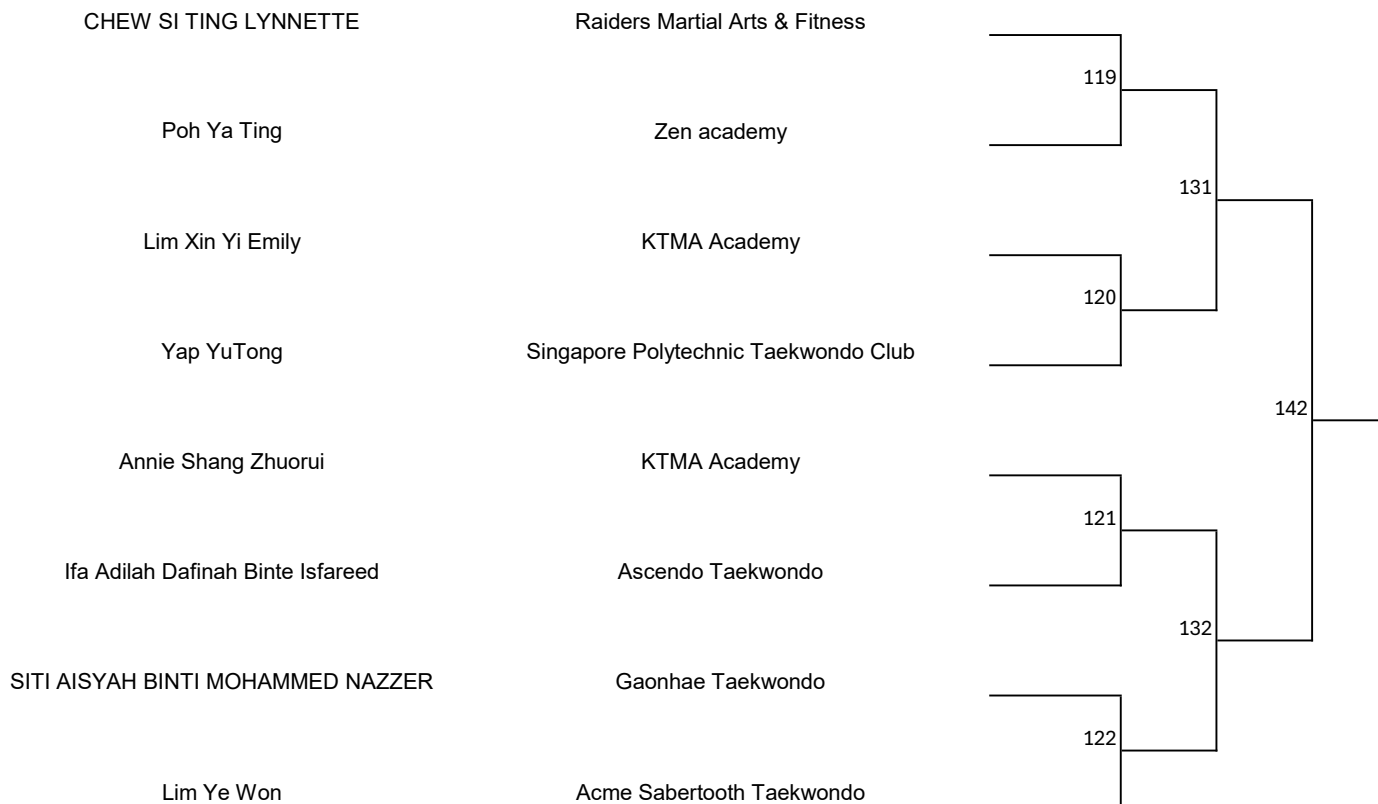 CHEW SI TING LYNNETTE Raiders Martial Arts & Fitness
119
Poh Ya Ting Zen academy
131
Lim Xin Yi Emily KTMA Academy
120
Yap YuTong Singapore Polytechnic Taekwondo Club
142
Annie Shang Zhuorui KTMA Academy
121
Ifa Adilah Dafinah Binte Isfareed Ascendo Taekwondo
132
SITI AISYAH BINTI MOHAMMED NAZZER Gaonhae Taekwondo
122
Lim Ye Won Acme Sabertooth Taekwondo